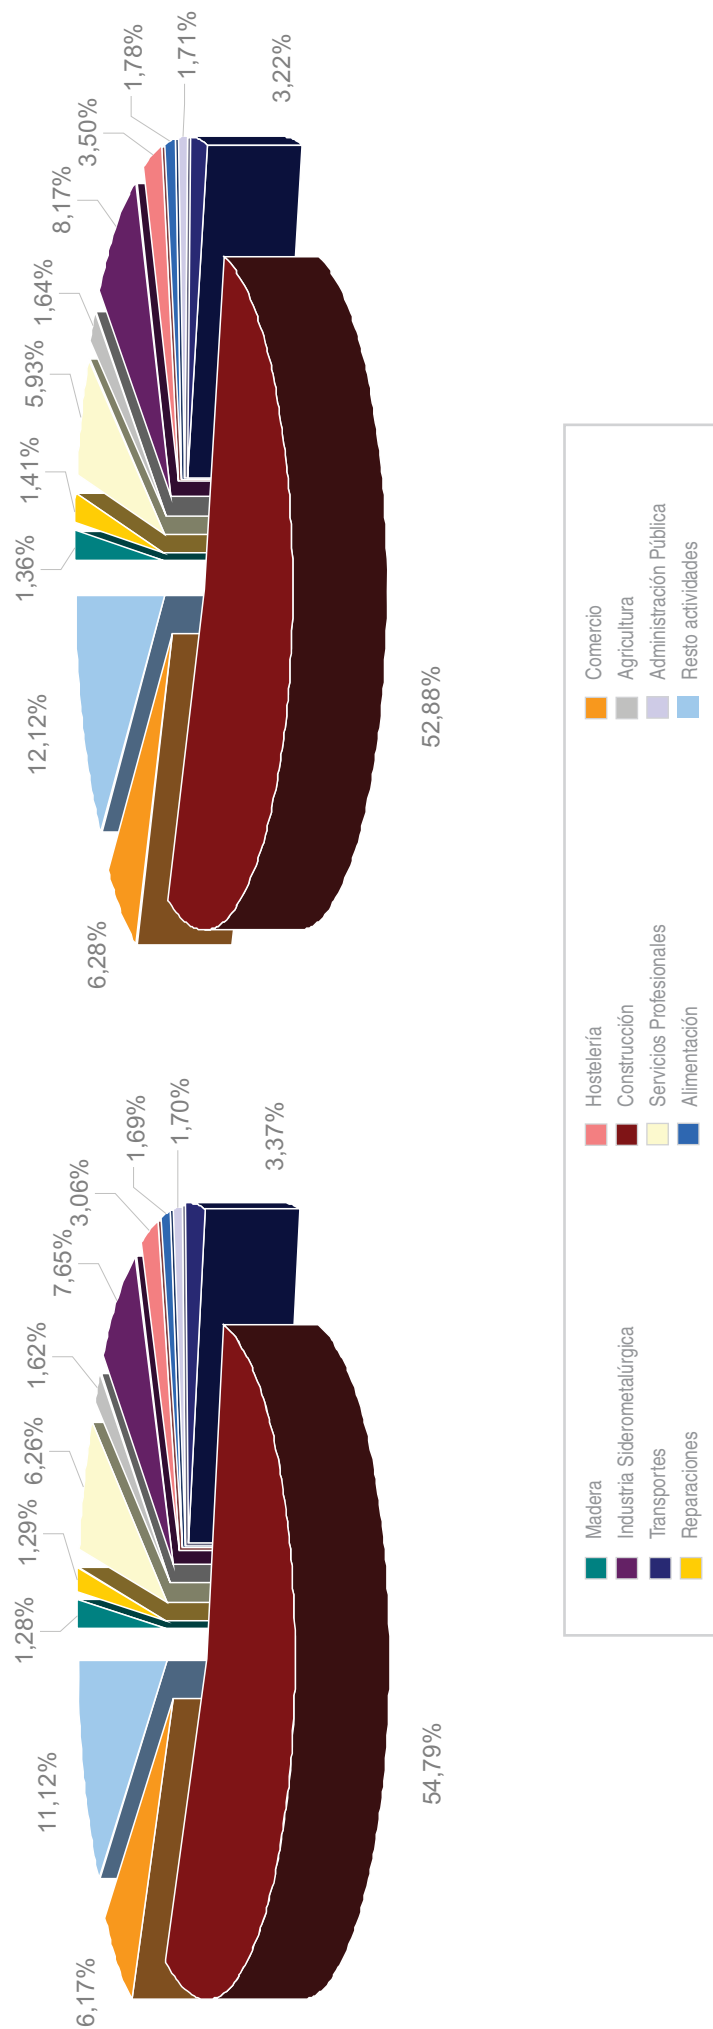 6,17%
11,12%
1,28%
1,29%
6,26%
1,62%
7,65%
3,06%
1,69%
1,70%
3,37%
54,79%
6,28%
12,12%
1,36%
1,41%
5,93%
1,64%
8,17%
3,50%
1,78%
1,71%
3,22%
52,88%
Madera
Hostelería
Comercio
Industria Siderometalúrgica
Construcción
Agricultura
Transportes
Servicios Profesionales
Administración Pública
Reparaciones
Alimentación
Resto actividades